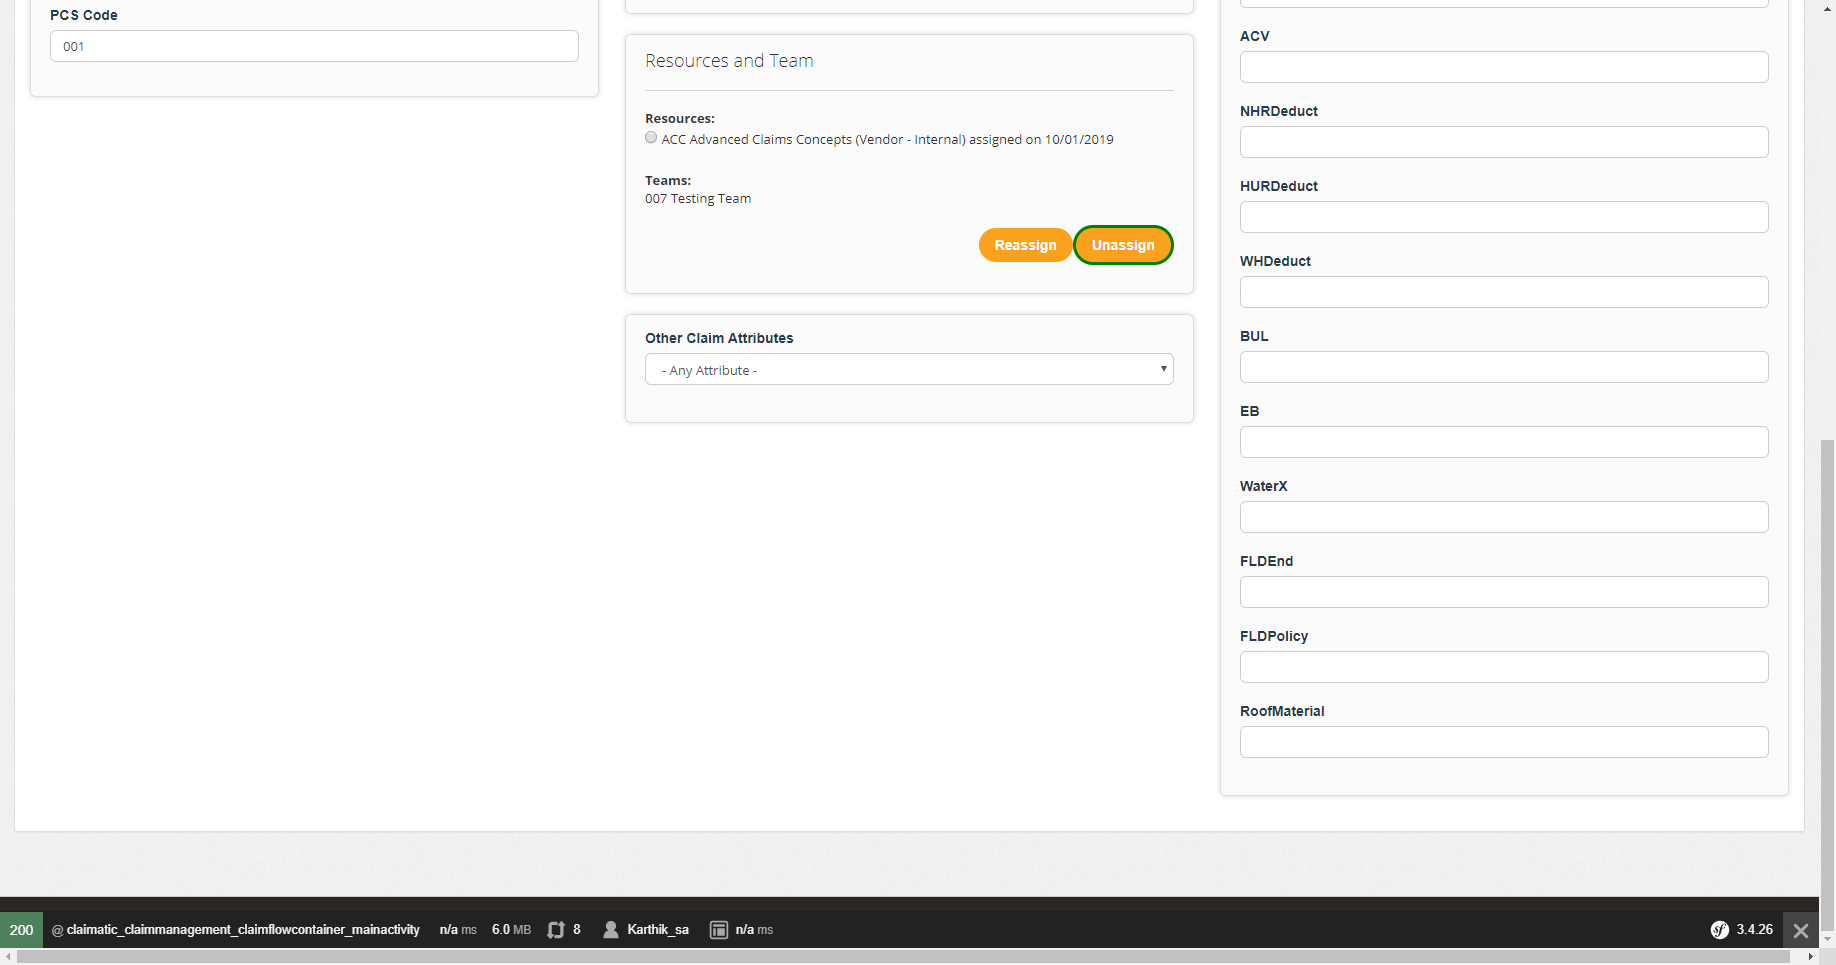 PCS Code
001
Resources and Team
Resources:
ACC Advanced Claims Concepts (Vendor - Internal) assigned on 10/01/2019
Teams:
007 Testing Team
Reassign
Unassign
Other Claim Attributes
- Any Attribute -
ACV
NHRDeduct
HURDeduct
WHDeduct
BUL
EB
WaterX
FLDEnd
FLDPolicy
RoofMaterial
200 @ claimatic_claimmanagement_claimflowcontainer_mainactivity n/a ms 6.0 MB 8 Karthik_sa n/a ms sf 3.4.26